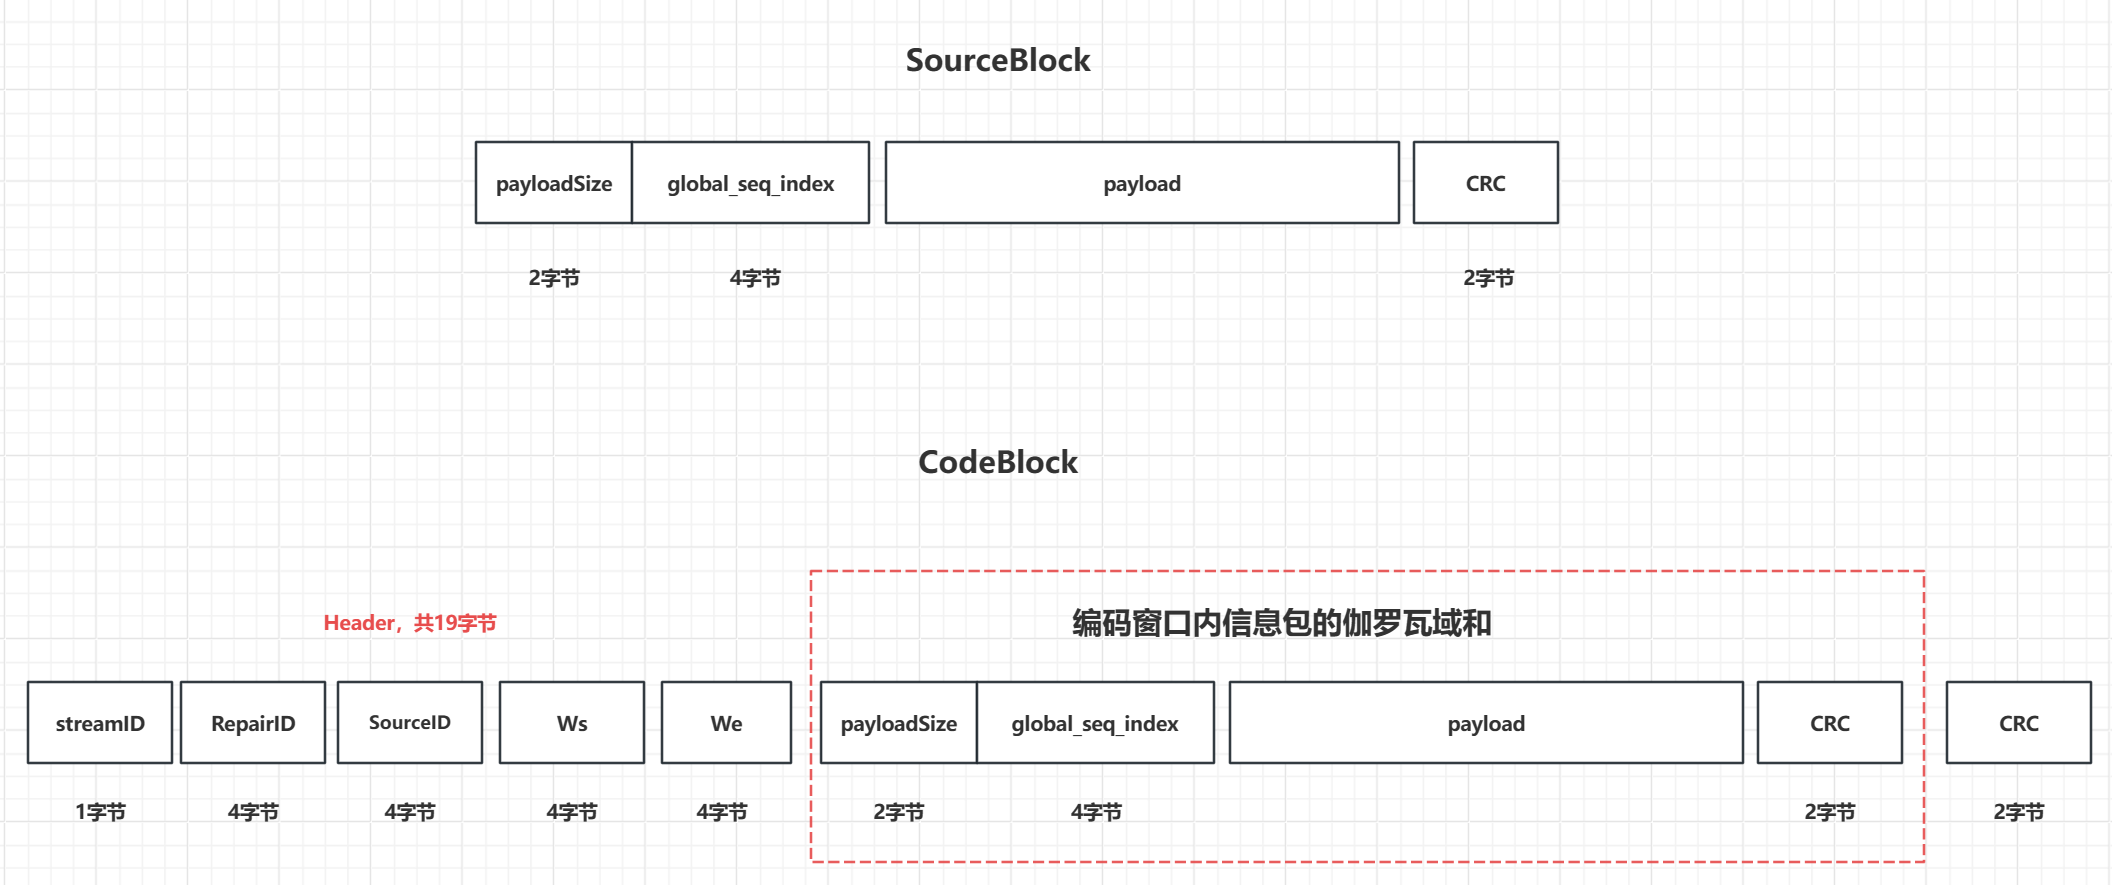 SourceBlock
payloadSize
global_seq_index
payload
CRC
2字节
4字节
2字节
CodeBlock
Header，共19字节
编码窗口内信息包的伽罗瓦域和
streamID
RepairID
SourceID
Ws
We
payloadSize
global_seq_index
payload
CRC
CRC
1字节
4字节
4字节
4字节
4字节
2字节
4字节
2字节
2字节